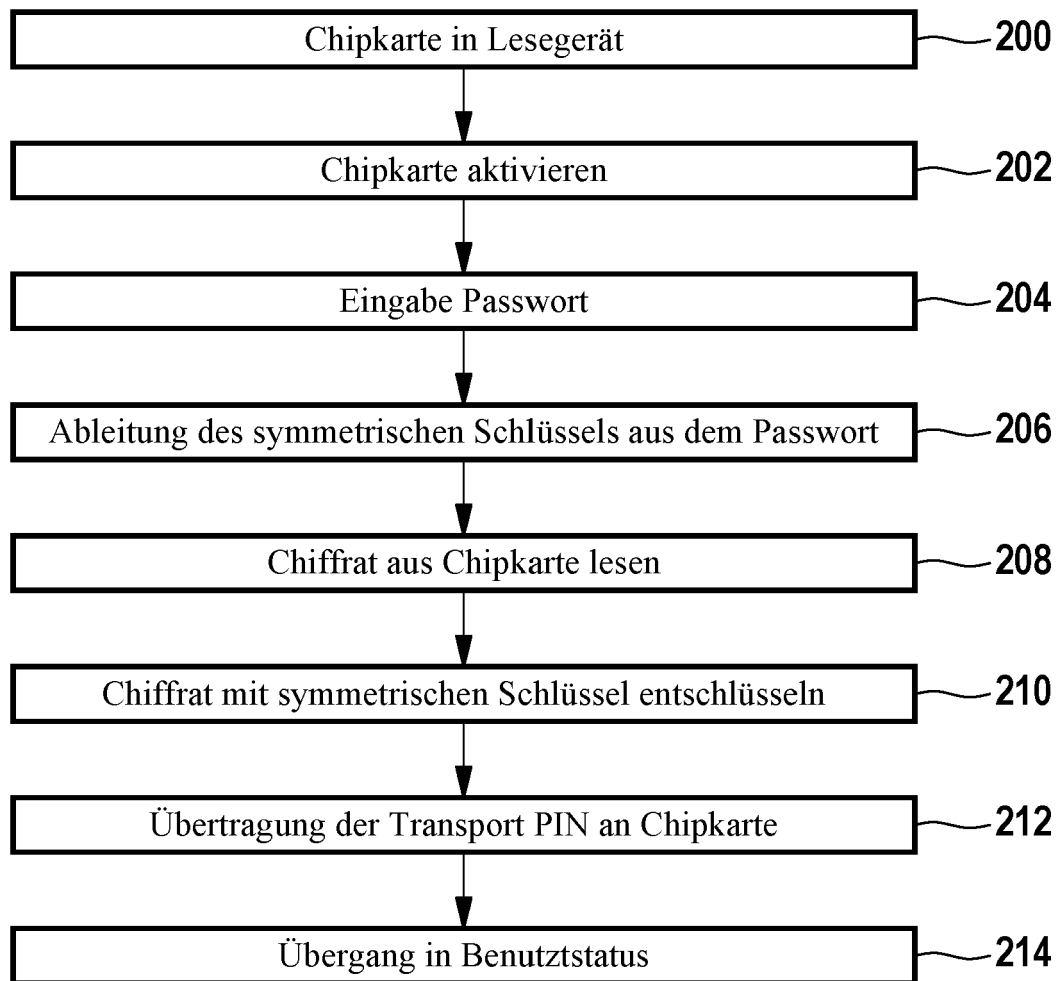 Chipkarte in Lesegerät 200
Chipkarte aktivieren 202
Eingabe Passwort 204
Ableitung des symmetrischen Schlüssels aus dem Passwort 206
Chiffrat aus Chipkarte lesen 208
Chiffrat mit symmetrischen Schlüssel entschlüsseln 210
Übertragung der Transport PIN an Chipkarte 212
Übergang in Benutztstatus 214